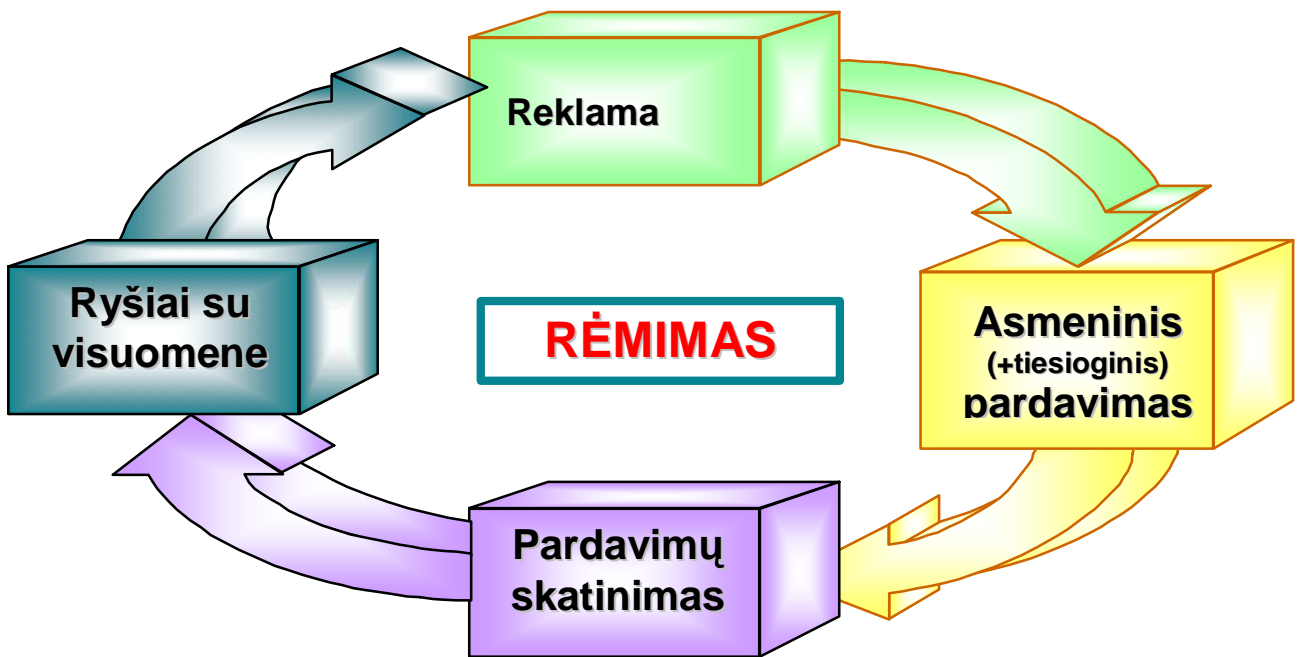 Reklama
Ryšiai su
visuomene
RĖMIMAS
Asmeninis
(+tiesioginis)
pardavimas
Pardavimų
skatinimas